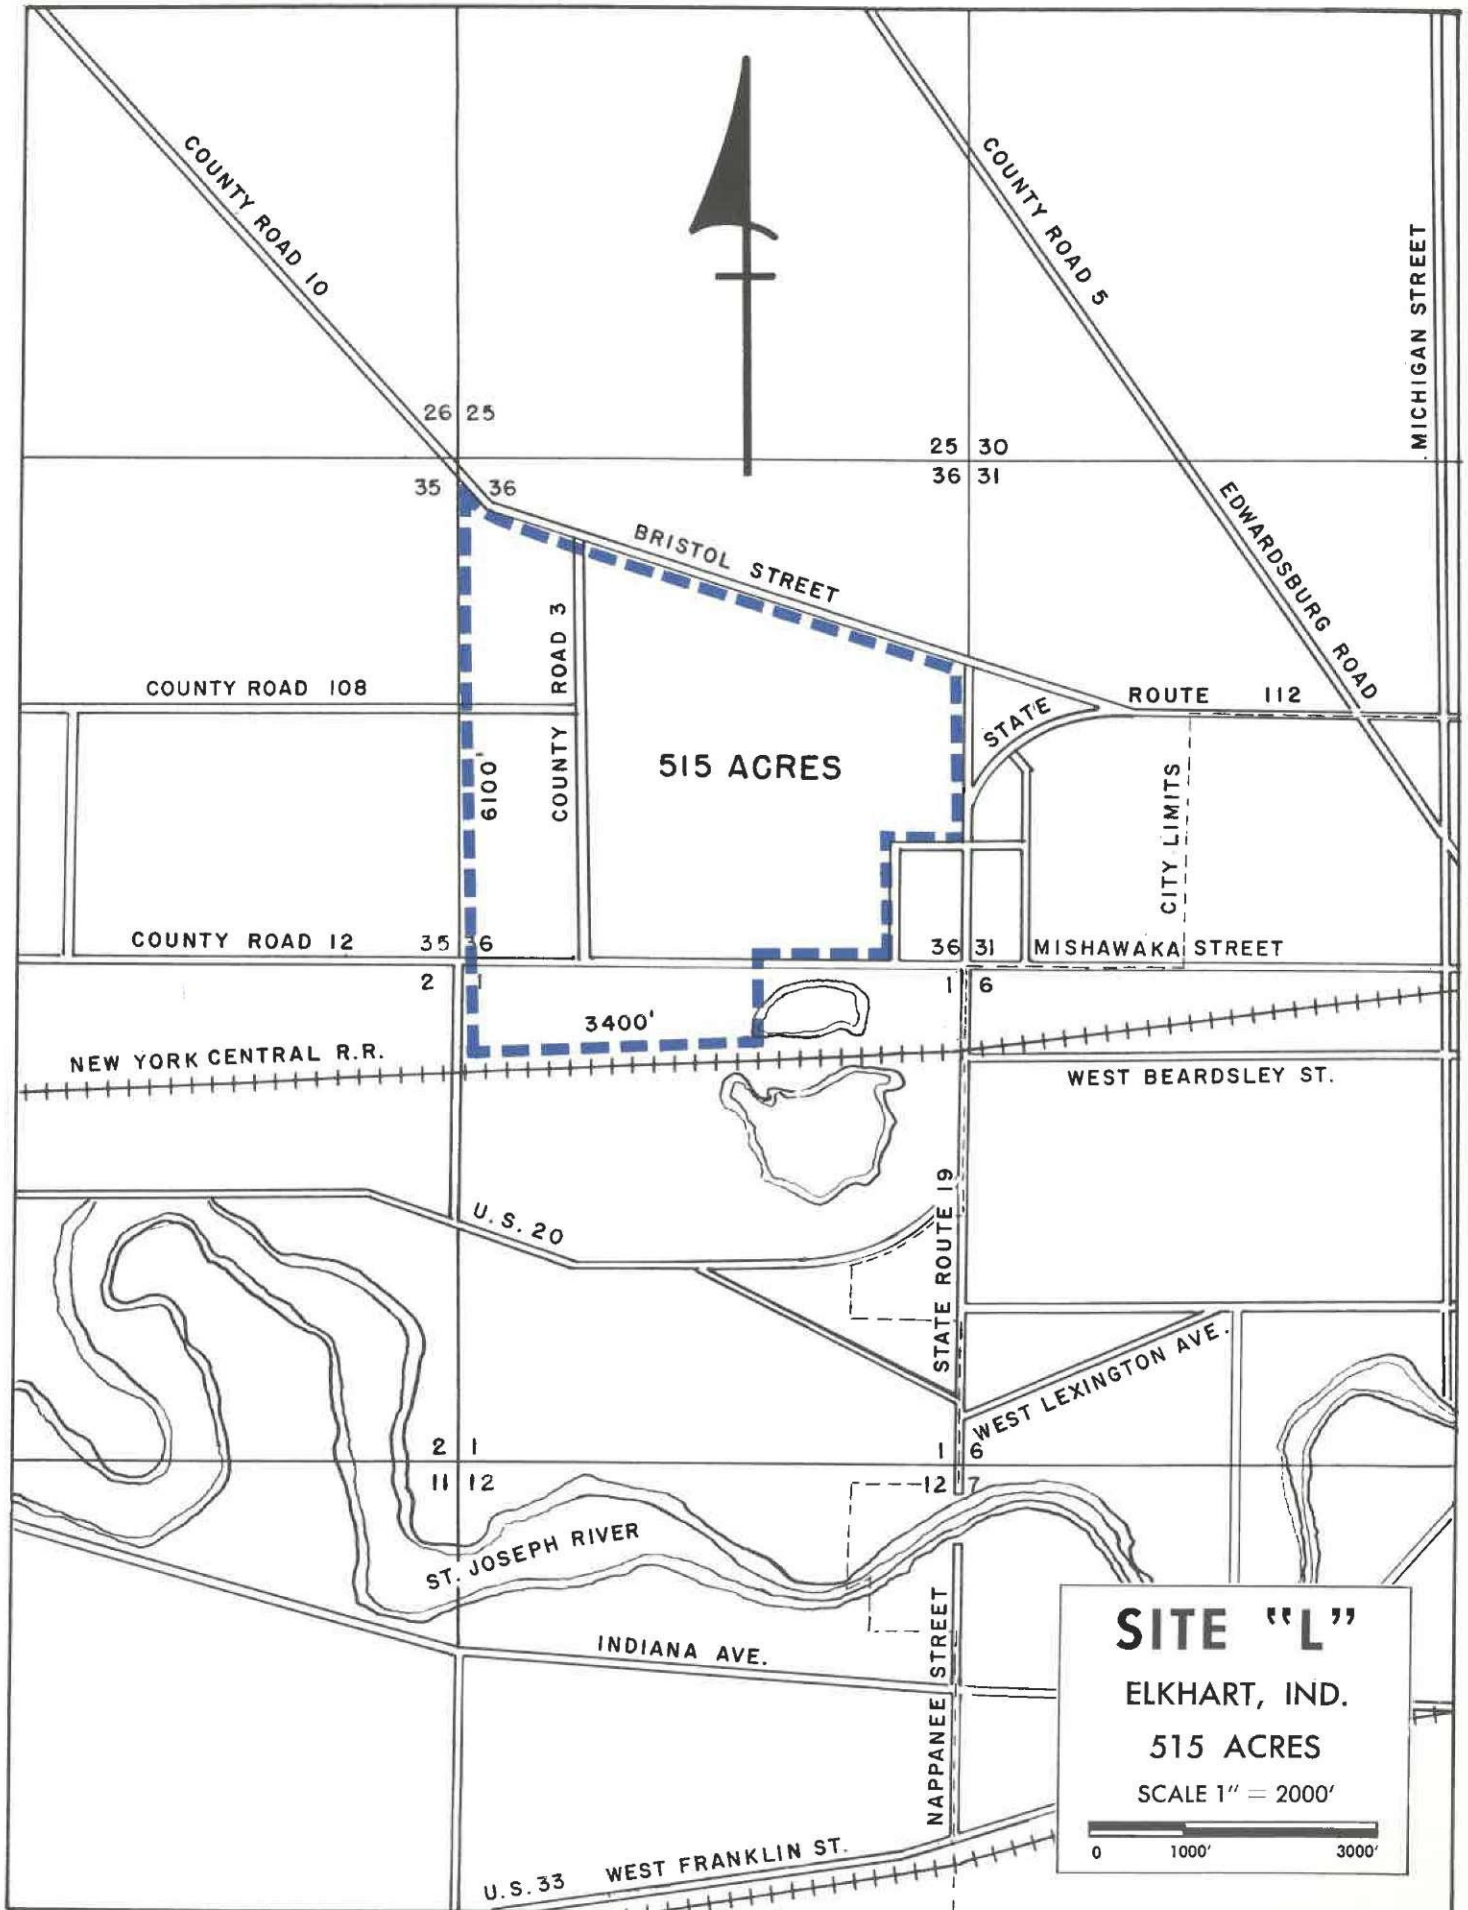 COUNTY ROAD 10
COUNTY ROAD 5
MICHIGAN STREET
26 25
25 30
35 36
36 31
EDWARDSBURG ROAD
BRISTOL STREET
COUNTY ROAD 3
COUNTY ROAD 108
STATE ROUTE 112
515 ACRES
6100'
CITY LIMITS
COUNTY ROAD 12
35 36
36 31
MISHAWAKA STREET
2 1
1 6
3400'
NEW YORK CENTRAL R.R.
WEST BEARDSLEY ST.
STATE ROUTE 19
U.S. 20
WEST LEXINGTON AVE.
2 1
1 6
11 12
12 7
ST. JOSEPH RIVER
NAPPANEE STREET
INDIANA AVE.
U.S. 33 WEST FRANKLIN ST.
SITE "L"
ELKHART, IND.
515 ACRES
SCALE 1" = 2000'
0 1000' 3000'